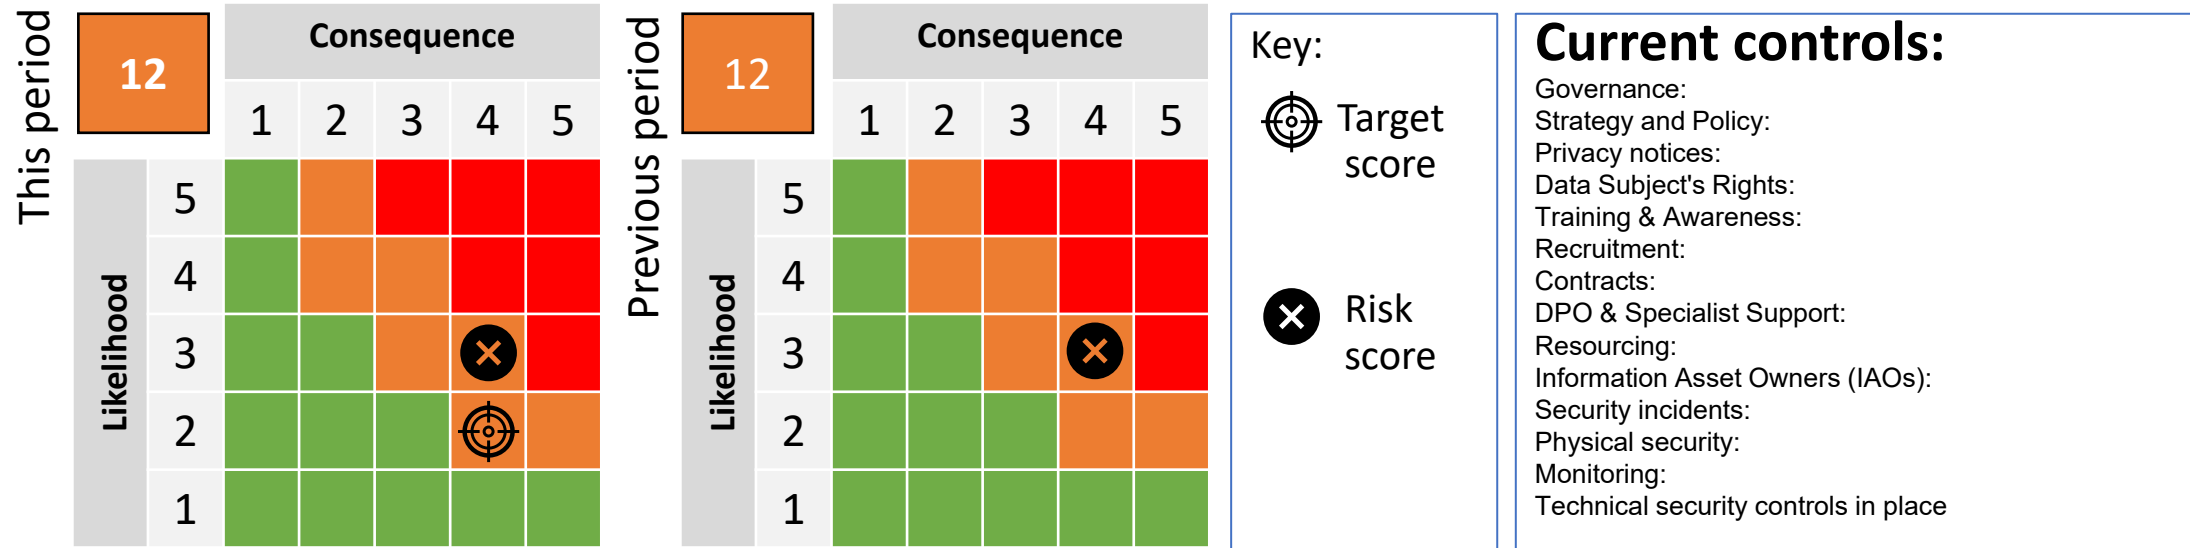 This period
12
Consequence
1 2 3 4 5
Likelihood
5
4
3
2
1
Previous period
12
Consequence
1 2 3 4 5
Likelihood
5
4
3
2
1
Key:
Target
score
Risk
score
Current controls:
Governance:
Strategy and Policy:
Privacy notices:
Data Subject's Rights:
Training & Awareness:
Recruitment:
Contracts:
DPO & Specialist Support:
Resourcing:
Information Asset Owners (IAOs):
Security incidents:
Physical security:
Monitoring:
Technical security controls in place